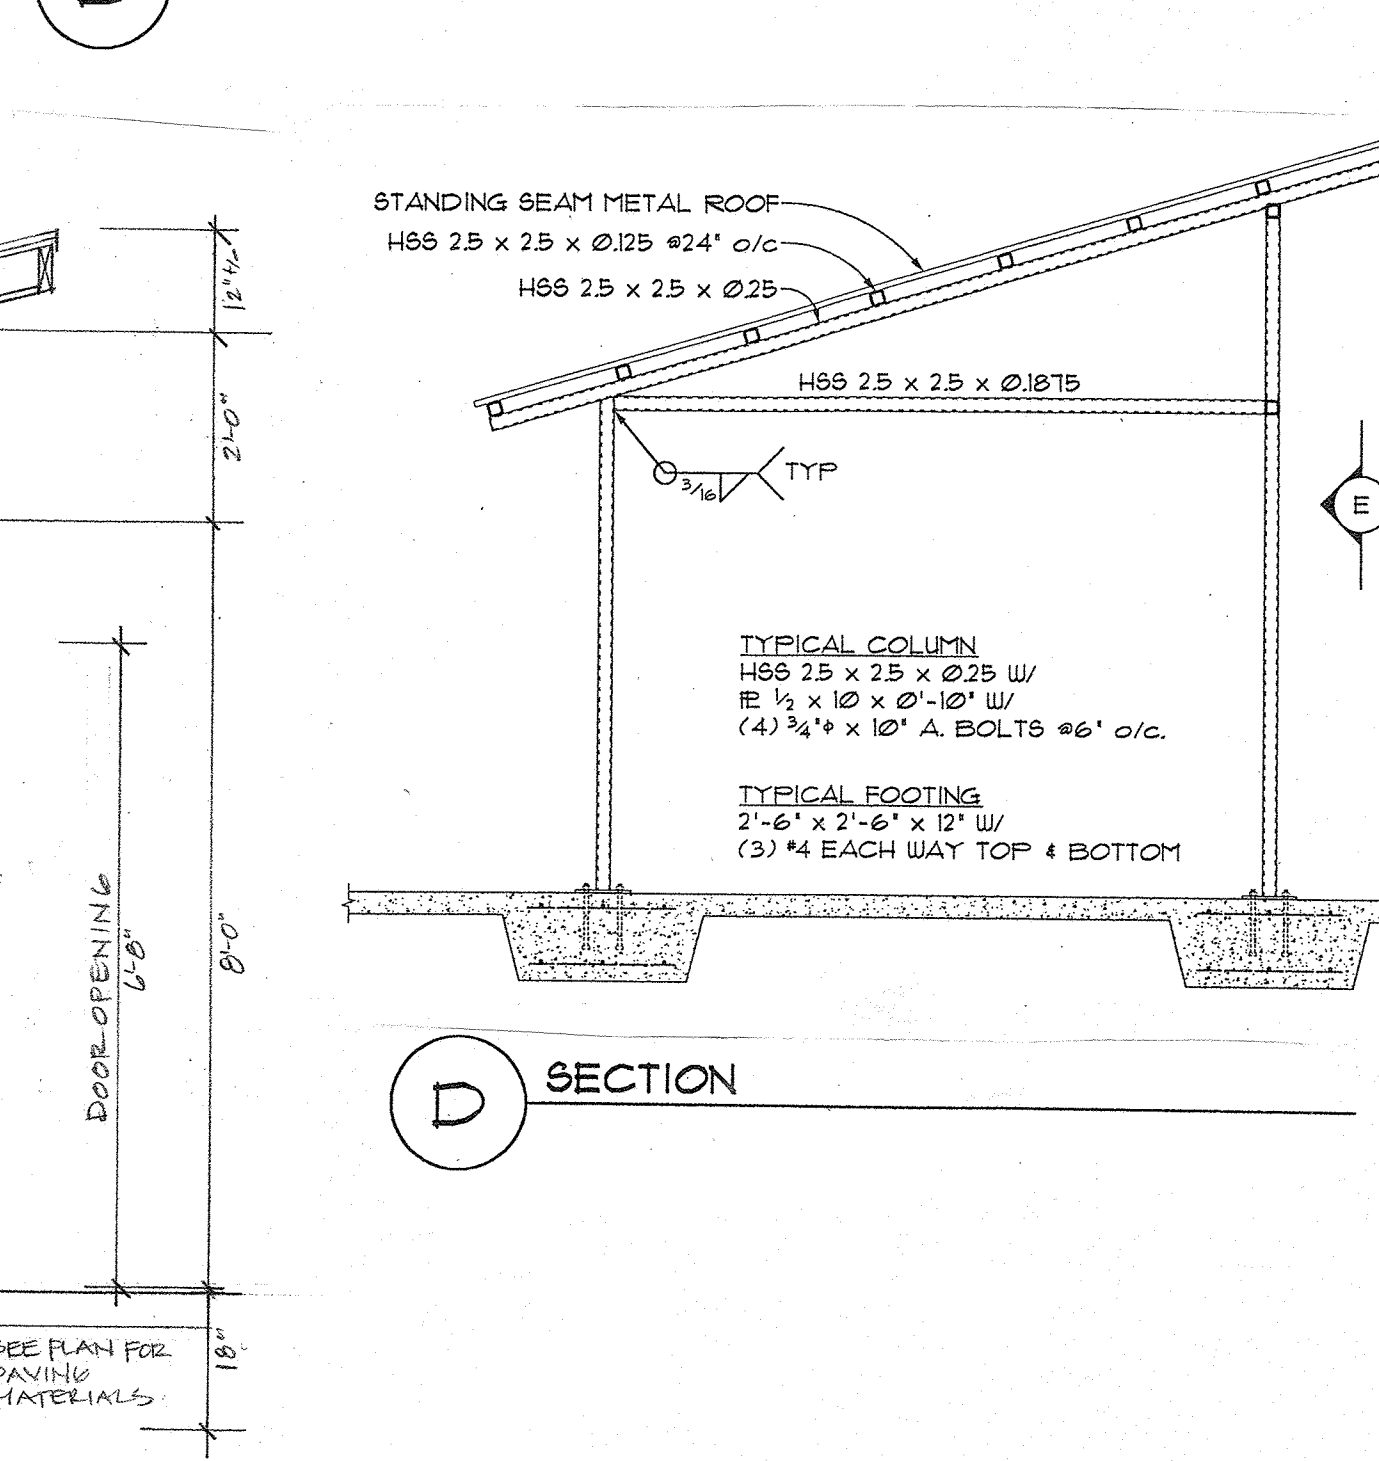 STANDING SEAM METAL ROOF
HSS 2.5 x 2.5 x Ø.125 @24" o/c
HSS 2.5 x 2.5 x Ø.25
HSS 2.5 x 2.5 x Ø.1875
3/16
TYP
E
TYPICAL COLUMN
HSS 2.5 x 2.5 x Ø.25 W/
PL 1/2 x 10 x Ø'-10" W/
(4) 3/4"φ x 10" A. BOLTS @6" o/c.
TYPICAL FOOTING
2'-6" x 2'-6" x 12" W/
(3) #4 EACH WAY TOP & BOTTOM
D
SECTION
12" +/-
2'-0"
8'-0"
DOOR OPENING
6'-8"
18"
SEE PLAN FOR
PAVING
MATERIALS